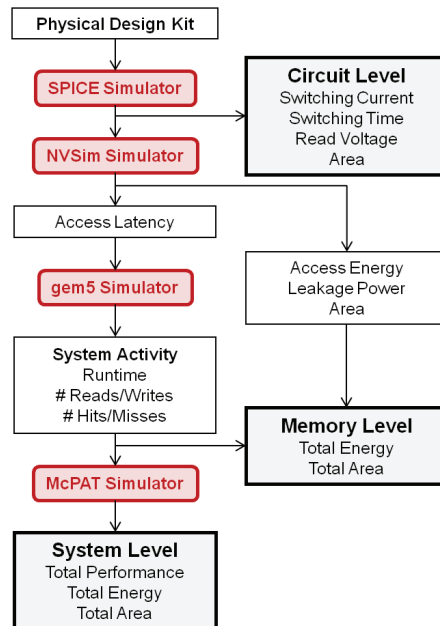 Physical Design Kit
SPICE Simulator
Circuit Level
Switching Current
Switching Time
Read Voltage
Area
NVSim Simulator
Access Latency
Access Energy
Leakage Power
Area
gem5 Simulator
System Activity
Runtime
# Reads/Writes
# Hits/Misses
Memory Level
Total Energy
Total Area
McPAT Simulator
System Level
Total Performance
Total Energy
Total Area